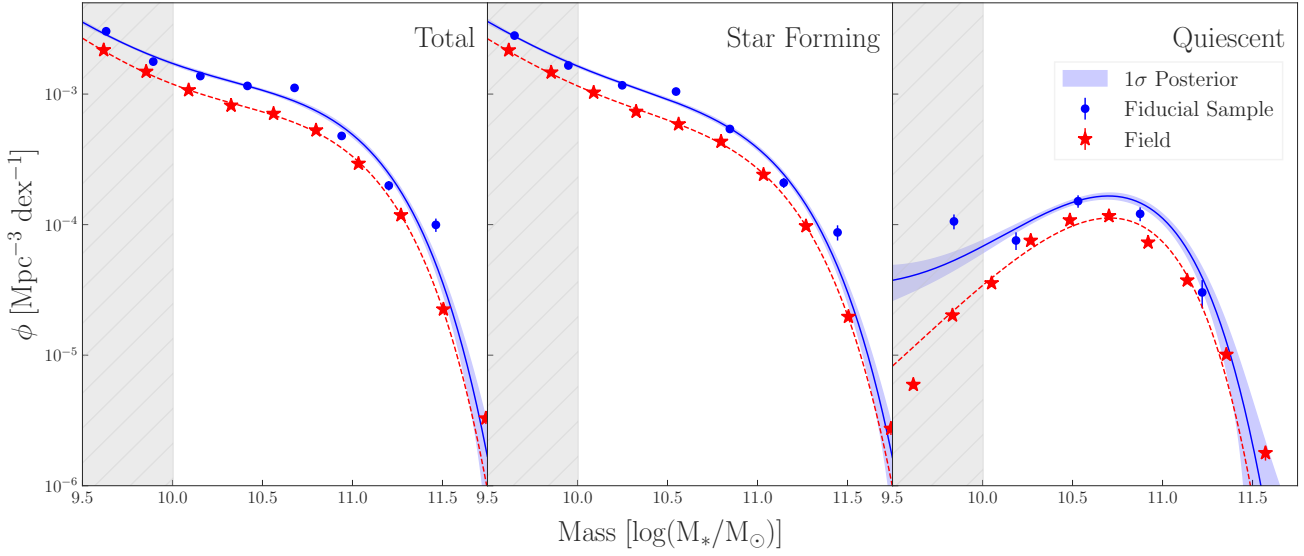 Total
Star Forming
Quiescent
1σ Posterior
Fiducial Sample
Field
ϕ [Mpc⁻³ dex⁻¹]
10⁻³
10⁻⁴
10⁻⁵
10⁻⁶
9.5 10.0 10.5 11.0 11.5 9.5 10.0 10.5 11.0 11.5 9.5 10.0 10.5 11.0 11.5
Mass [log(M*/M⊙)]